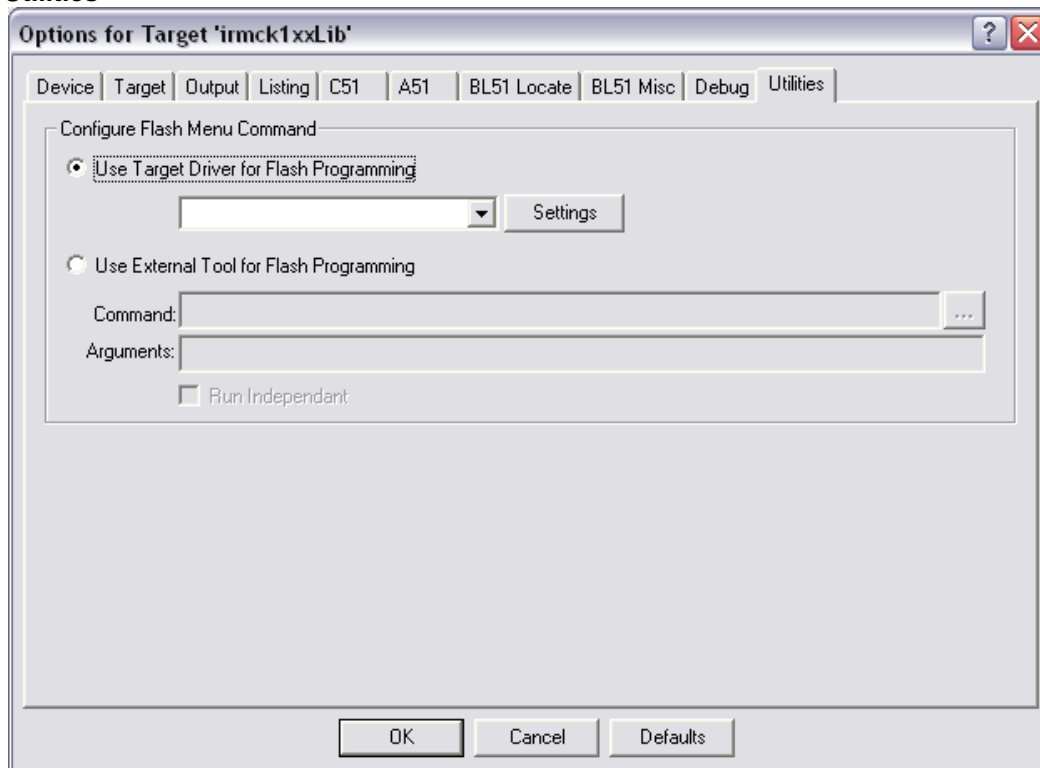 Utilities
Options for Target 'irmck1xxLib'
Device Target Output Listing C51 A51 BL51 Locate BL51 Misc Debug Utilities
Configure Flash Menu Command
Use Target Driver for Flash Programming
Settings
Use External Tool for Flash Programming
Command: ...
Arguments:
Run Independant
OK Cancel Defaults